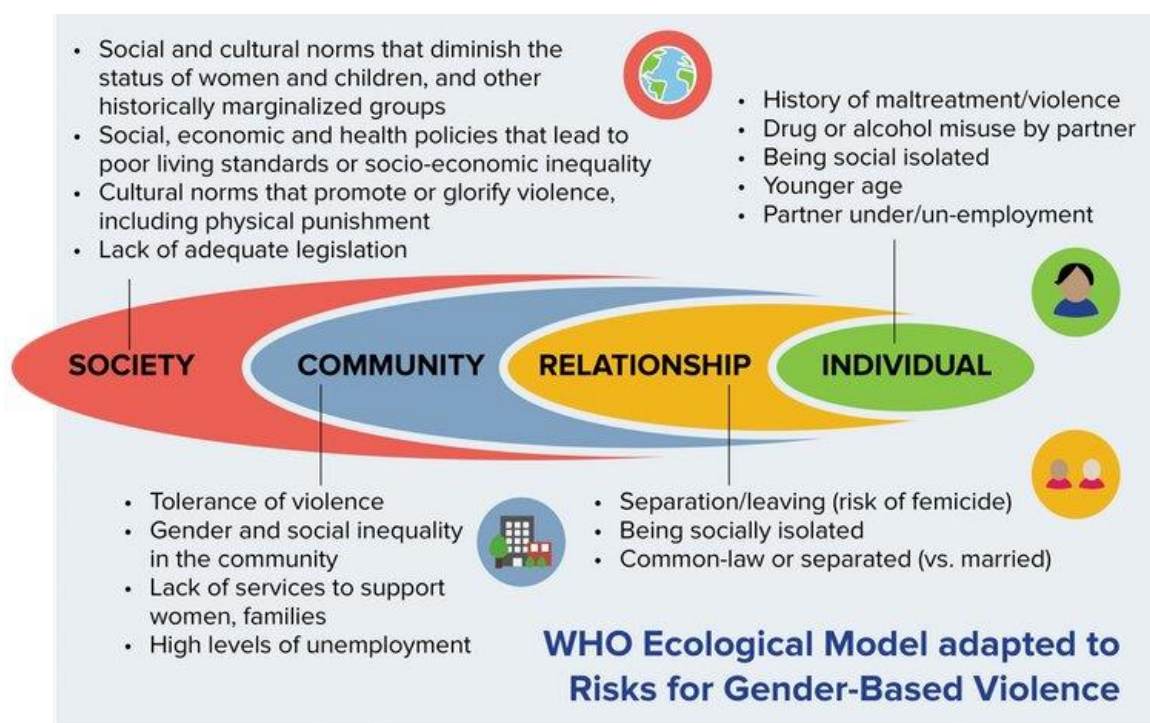 • Social and cultural norms that diminish the
status of women and children, and other
historically marginalized groups
• Social, economic and health policies that lead to
poor living standards or socio-economic inequality
• Cultural norms that promote or glorify violence,
including physical punishment
• Lack of adequate legislation
• History of maltreatment/violence
• Drug or alcohol misuse by partner
• Being social isolated
• Younger age
• Partner under/un-employment
SOCIETY
COMMUNITY
RELATIONSHIP
INDIVIDUAL
• Tolerance of violence
• Gender and social inequality
in the community
• Lack of services to support
women, families
• High levels of unemployment
• Separation/leaving (risk of femicide)
• Being socially isolated
• Common-law or separated (vs. married)
WHO Ecological Model adapted to
Risks for Gender-Based Violence